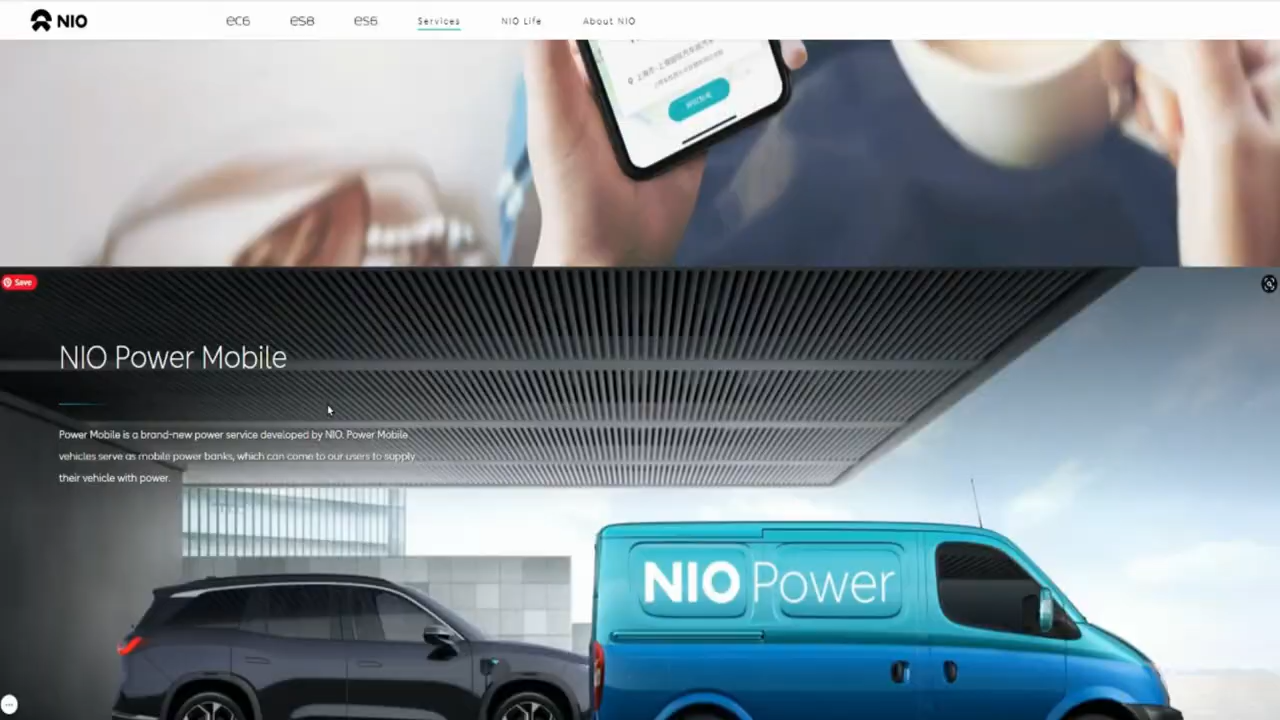 NIO
ec6
es8
es6
Services
NIO Life
About NIO
Save
NIO Power Mobile
Power Mobile is a brand-new power service developed by NIO. Power Mobile
vehicles serve as mobile power banks, which can come to our users to supply
their vehicle with power.
NIO Power